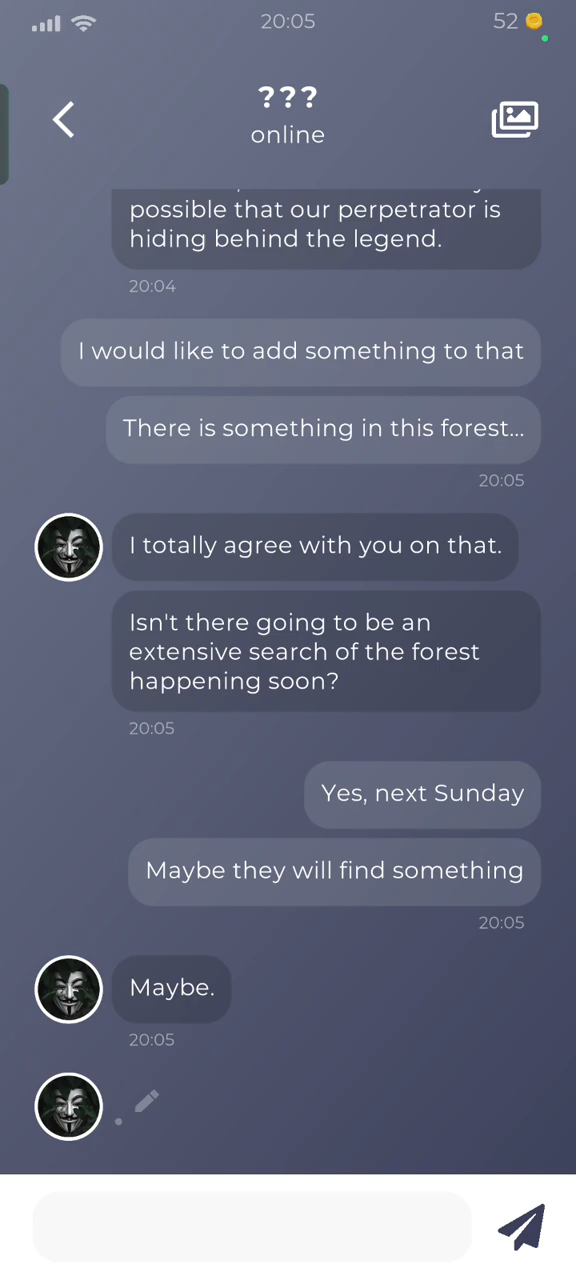 20:05
52
???
online
possible that our perpetrator is
hiding behind the legend.
20:04
I would like to add something to that
There is something in this forest...
20:05
I totally agree with you on that.
Isn't there going to be an
extensive search of the forest
happening soon?
20:05
Yes, next Sunday
Maybe they will find something
20:05
Maybe.
20:05